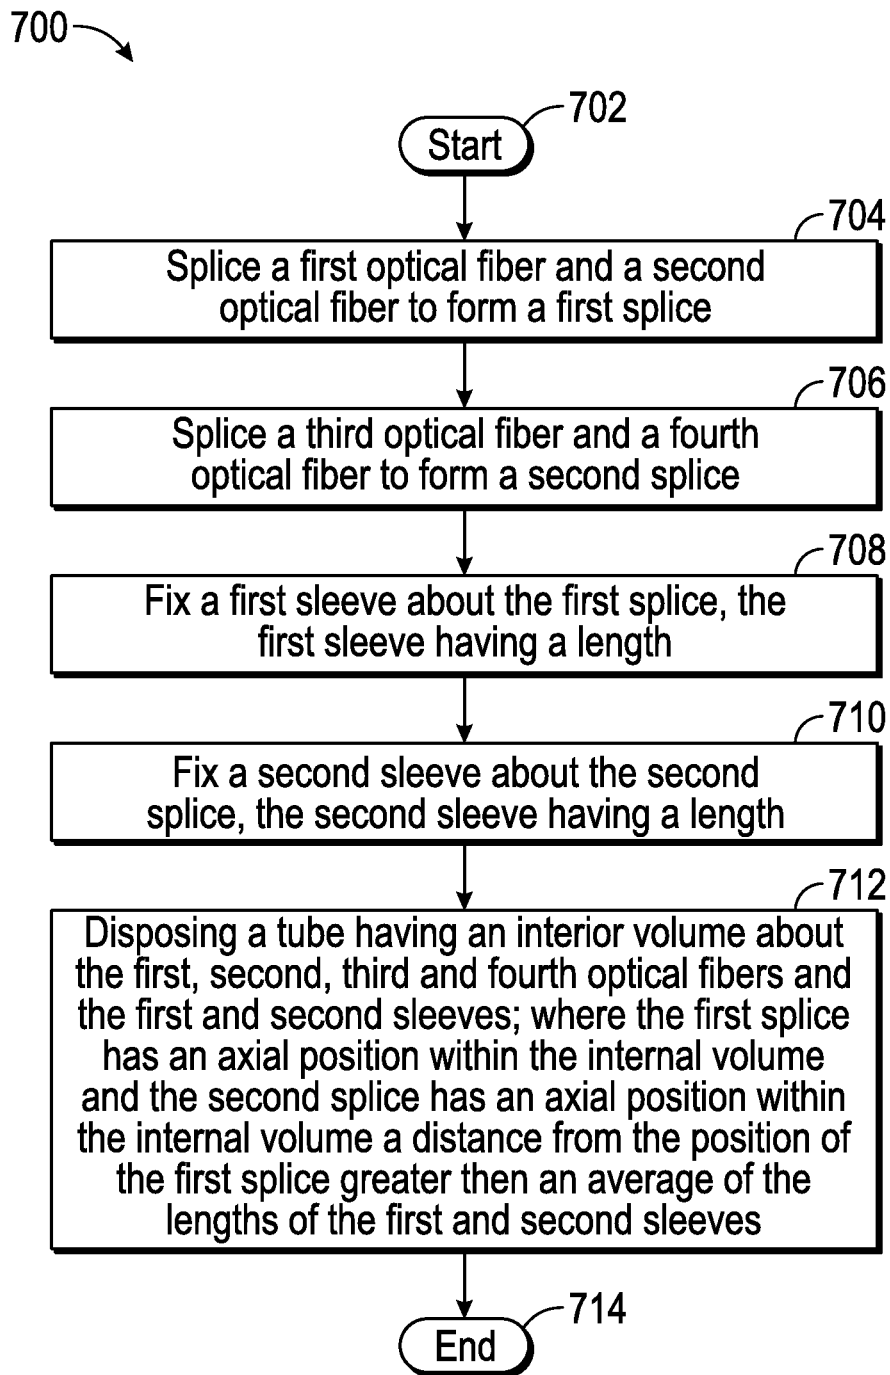 700
702
Start
704
Splice a first optical fiber and a second
optical fiber to form a first splice
706
Splice a third optical fiber and a fourth
optical fiber to form a second splice
708
Fix a first sleeve about the first splice, the
first sleeve having a length
710
Fix a second sleeve about the second
splice, the second sleeve having a length
712
Disposing a tube having an interior volume about
the first, second, third and fourth optical fibers and
the first and second sleeves; where the first splice
has an axial position within the internal volume
and the second splice has an axial position within
the internal volume a distance from the position of
the first splice greater then an average of the
lengths of the first and second sleeves
714
End